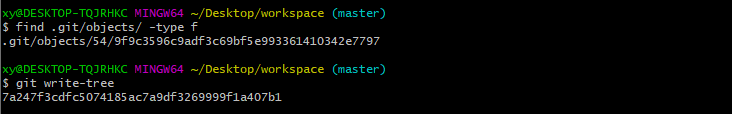 xy@DESKTOP-TQJRHKC MINGW64 ~/Desktop/workspace (master)
$ find .git/objects/ -type f
.git/objects/54/9f9c3596c9adf3c69bf5e993361410342e7797
xy@DESKTOP-TQJRHKC MINGW64 ~/Desktop/workspace (master)
$ git write-tree
7a247f3cdfc5074185ac7a9df3269999f1a407b1